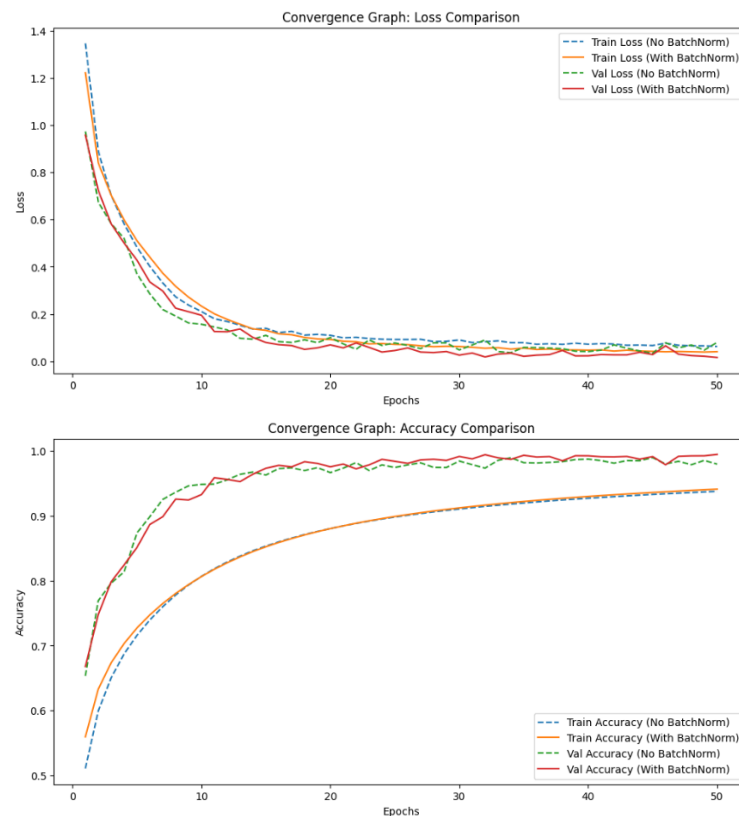 Convergence Graph: Loss Comparison
1.4
1.2
1.0
0.8
0.6
0.4
0.2
0.0
Loss
Train Loss (No BatchNorm)
Train Loss (With BatchNorm)
Val Loss (No BatchNorm)
Val Loss (With BatchNorm)
0 10 20 30 40 50
Epochs
Convergence Graph: Accuracy Comparison
1.0
0.9
0.8
0.7
0.6
0.5
Accuracy
Train Accuracy (No BatchNorm)
Train Accuracy (With BatchNorm)
Val Accuracy (No BatchNorm)
Val Accuracy (With BatchNorm)
0 10 20 30 40 50
Epochs